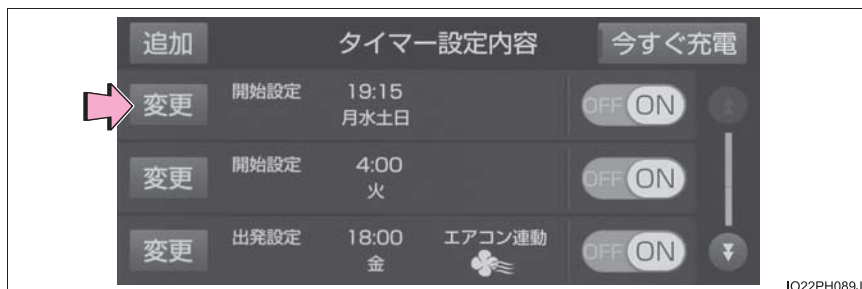 追加 タイマー設定内容 今すぐ充電
変更 開始設定 19:15 OFF ON
月水土日
変更 開始設定 4:00 OFF ON
火
変更 出発設定 18:00 エアコン連動 OFF ON
金
IO22PH089J